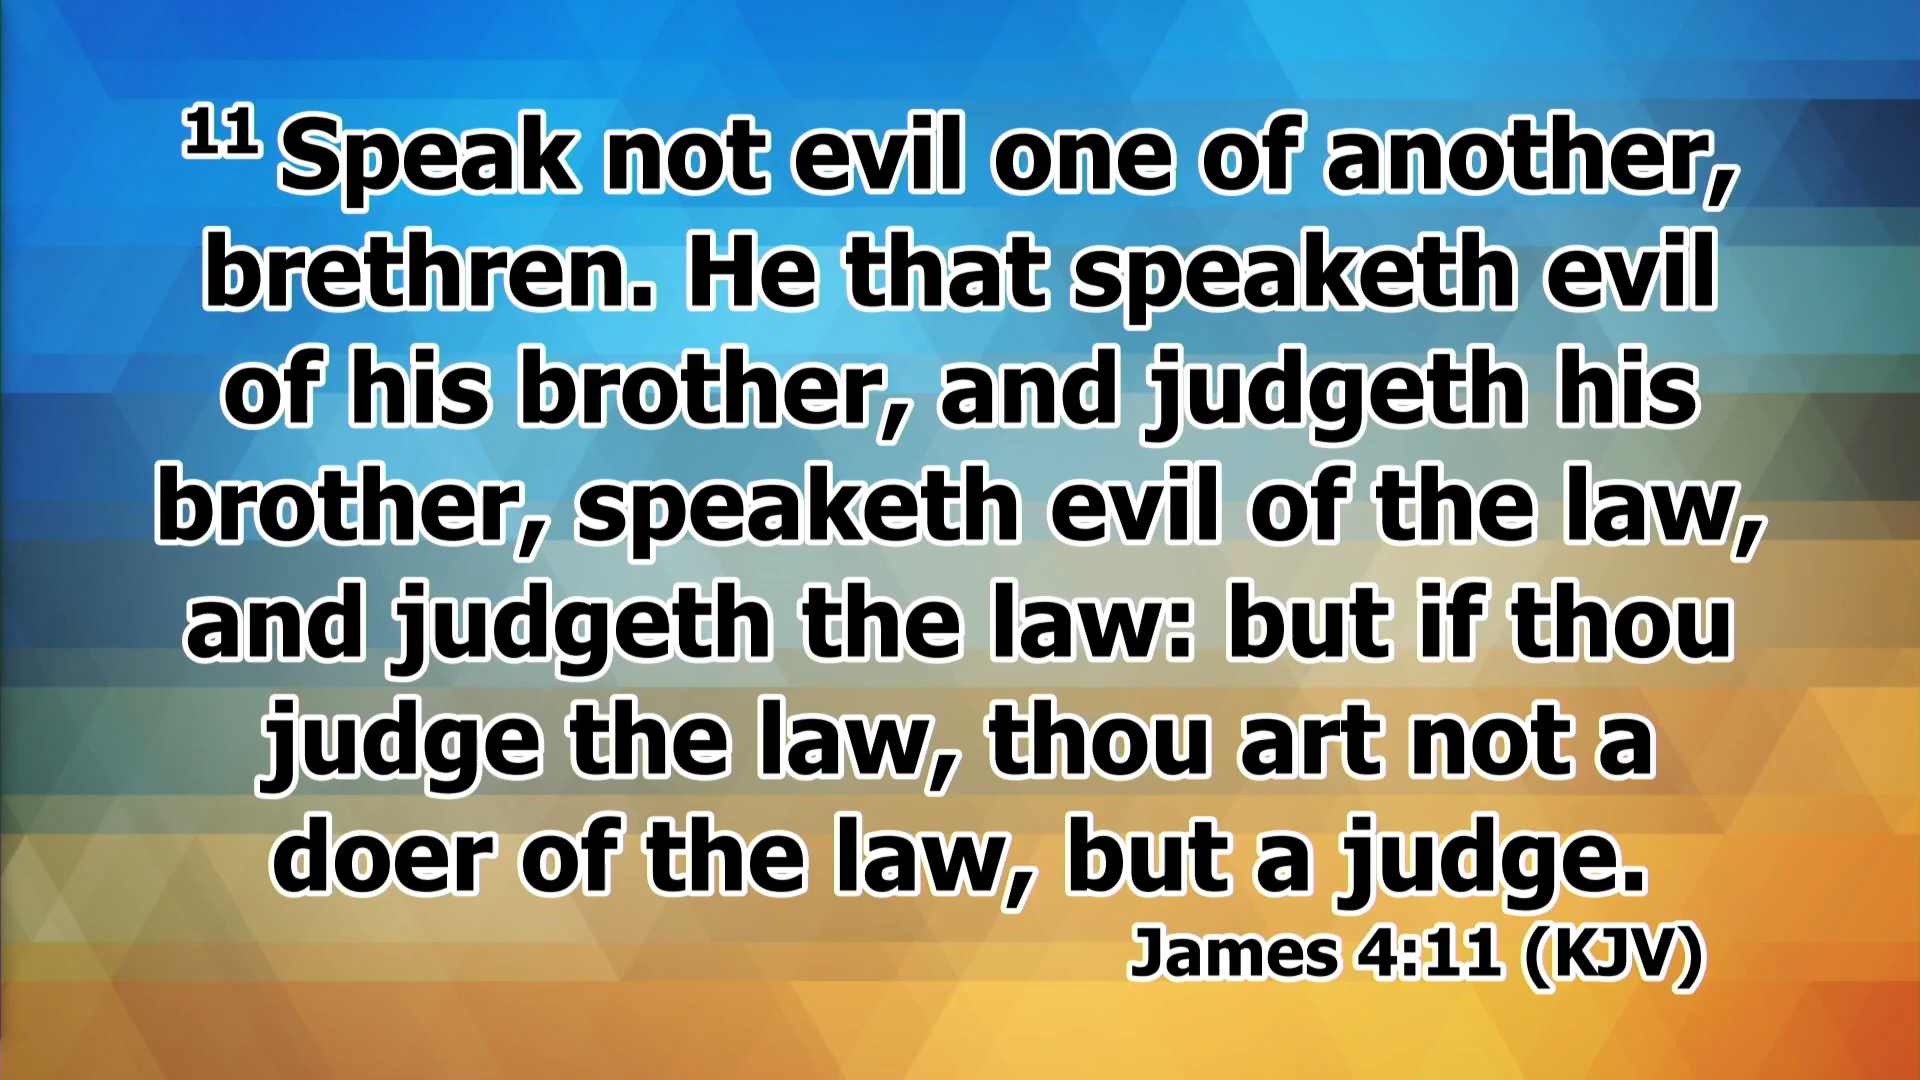 11 Speak not evil one of another,
brethren. He that speaketh evil
of his brother, and judgeth his
brother, speaketh evil of the law,
and judgeth the law: but if thou
judge the law, thou art not a
doer of the law, but a judge.
James 4:11 (KJV)